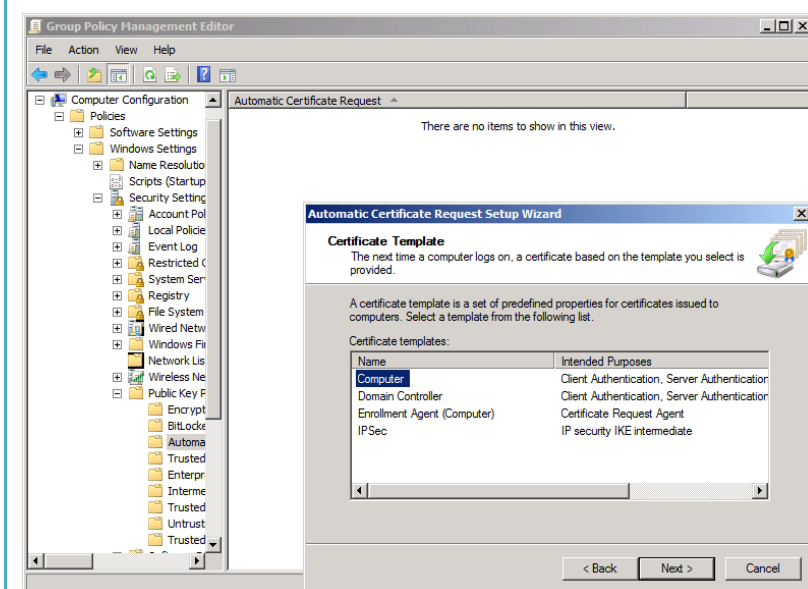 Group Policy Management Editor
File Action View Help
Computer Configuration
Policies
Software Settings
Windows Settings
Name Resolutio
Scripts (Startup
Security Setting
Account Pol
Local Policie
Event Log
Restricted G
System Ser
Registry
File System
Wired Netw
Windows Fir
Network Lis
Wireless Ne
Public Key P
Encrypt
BitLocke
Automa
Trusted
Enterpr
Interme
Trusted
Untrust
Trusted
Automatic Certificate Request
There are no items to show in this view.
Automatic Certificate Request Setup Wizard
Certificate Template
The next time a computer logs on, a certificate based on the template you select is
provided.
A certificate template is a set of predefined properties for certificates issued to
computers. Select a template from the following list.
Certificate templates:
Name Intended Purposes
Computer Client Authentication, Server Authentication
Domain Controller Client Authentication, Server Authentication
Enrollment Agent (Computer) Certificate Request Agent
IPSec IP security IKE intermediate
< Back Next > Cancel